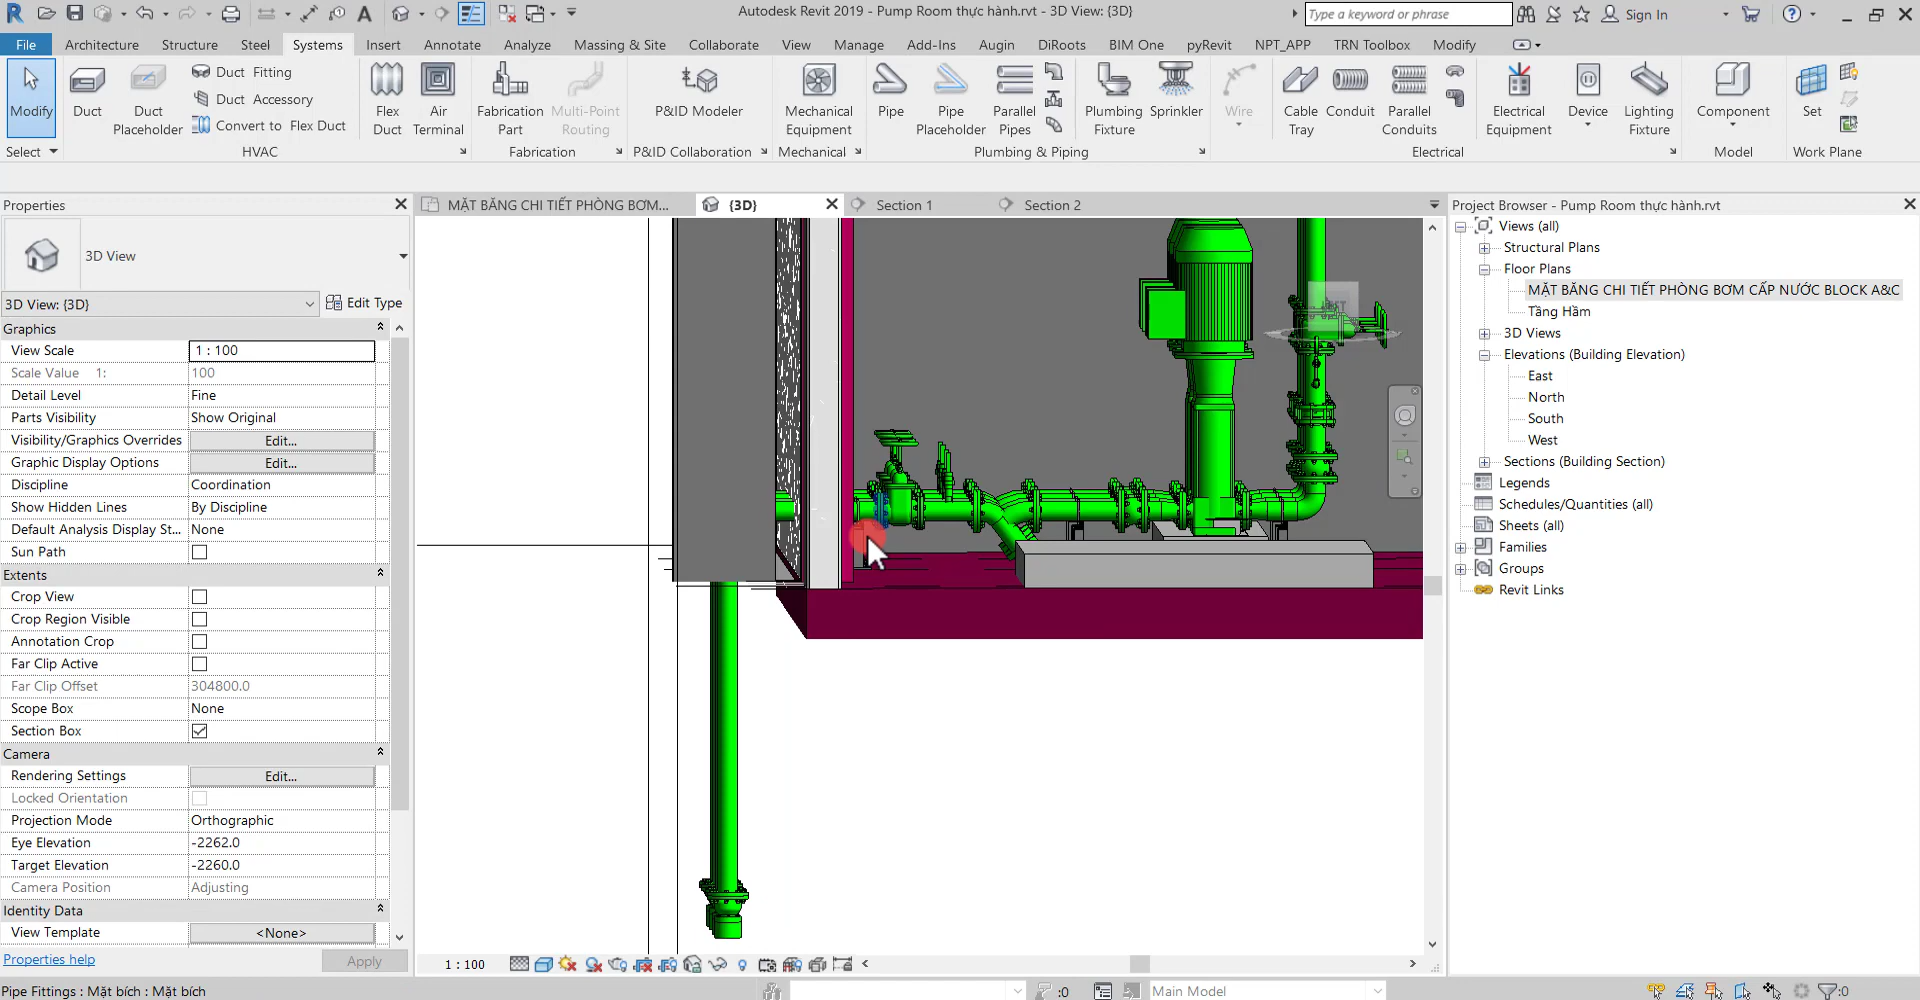 Autodesk Revit 2019 - Pump Room thực hành.rvt - 3D View: {3D}
Type a keyword or phrase
Sign In
File
Architecture
Structure
Steel
Systems
Insert
Annotate
Analyze
Massing & Site
Collaborate
View
Manage
Add-Ins
Augin
DiRoots
BIM One
pyRevit
NPT_APP
TRN Toolbox
Modify
Modify
Duct
Duct Placeholder
Duct Fitting
Duct Accessory
Convert to Flex Duct
Flex Duct
Air Terminal
Fabrication Part
Multi-Point Routing
P&ID Modeler
Mechanical Equipment
Pipe
Pipe Placeholder
Parallel Pipes
Plumbing Fixture
Sprinkler
Wire
Cable Tray
Conduit
Parallel Conduits
Electrical Equipment
Device
Lighting Fixture
Component
Set
Select
HVAC
Fabrication
P&ID Collaboration
Mechanical
Plumbing & Piping
Electrical
Model
Work Plane
Properties
3D View
3D View: {3D}
Edit Type
Graphics
View Scale
1 : 100
Scale Value 1:
100
Detail Level
Fine
Parts Visibility
Show Original
Visibility/Graphics Overrides
Edit...
Graphic Display Options
Edit...
Discipline
Coordination
Show Hidden Lines
By Discipline
Default Analysis Display St...
None
Sun Path
Extents
Crop View
Crop Region Visible
Annotation Crop
Far Clip Active
Far Clip Offset
304800.0
Scope Box
None
Section Box
Camera
Rendering Settings
Edit...
Locked Orientation
Projection Mode
Orthographic
Eye Elevation
-2262.0
Target Elevation
-2260.0
Camera Position
Adjusting
Identity Data
View Template
<None>
Properties help
Apply
MẶT BĂNG CHI TIẾT PHÒNG BƠM...
{3D}
Section 1
Section 2
1 : 100
Project Browser - Pump Room thực hành.rvt
Views (all)
Structural Plans
Floor Plans
MẶT BĂNG CHI TIẾT PHÒNG BƠM CẤP NƯỚC BLOCK A&C
Tầng Hầm
3D Views
Elevations (Building Elevation)
East
North
South
West
Sections (Building Section)
Legends
Schedules/Quantities (all)
Sheets (all)
Families
Groups
Revit Links
Pipe Fittings : Mặt bích : Mặt bích
:0
Main Model
:0